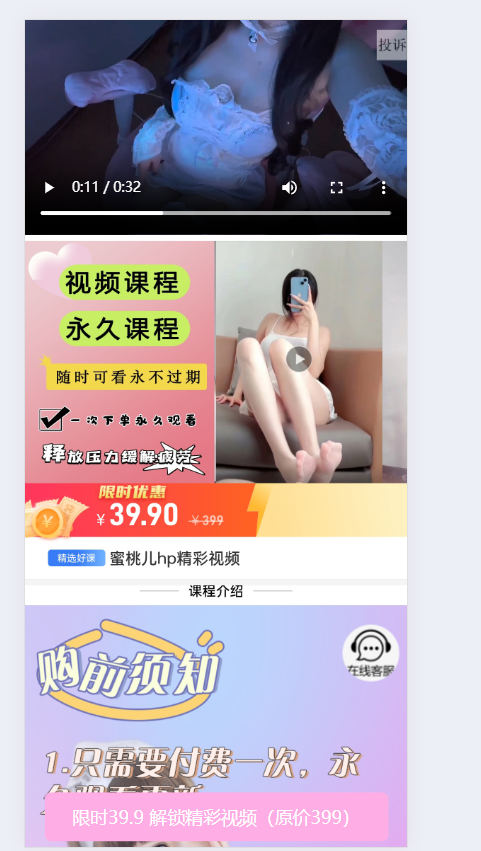 投诉
0:11 / 0:32
视频课程
永久课程
随时可看永不过期
一次下单永久观看
释放压力缓解疲劳
限时优惠
¥39.90 ¥399
精选好课 蜜桃儿hp精彩视频
课程介绍
购前须知
在线客服
1.只需要付费一次，永
限时39.9 解锁精彩视频（原价399）